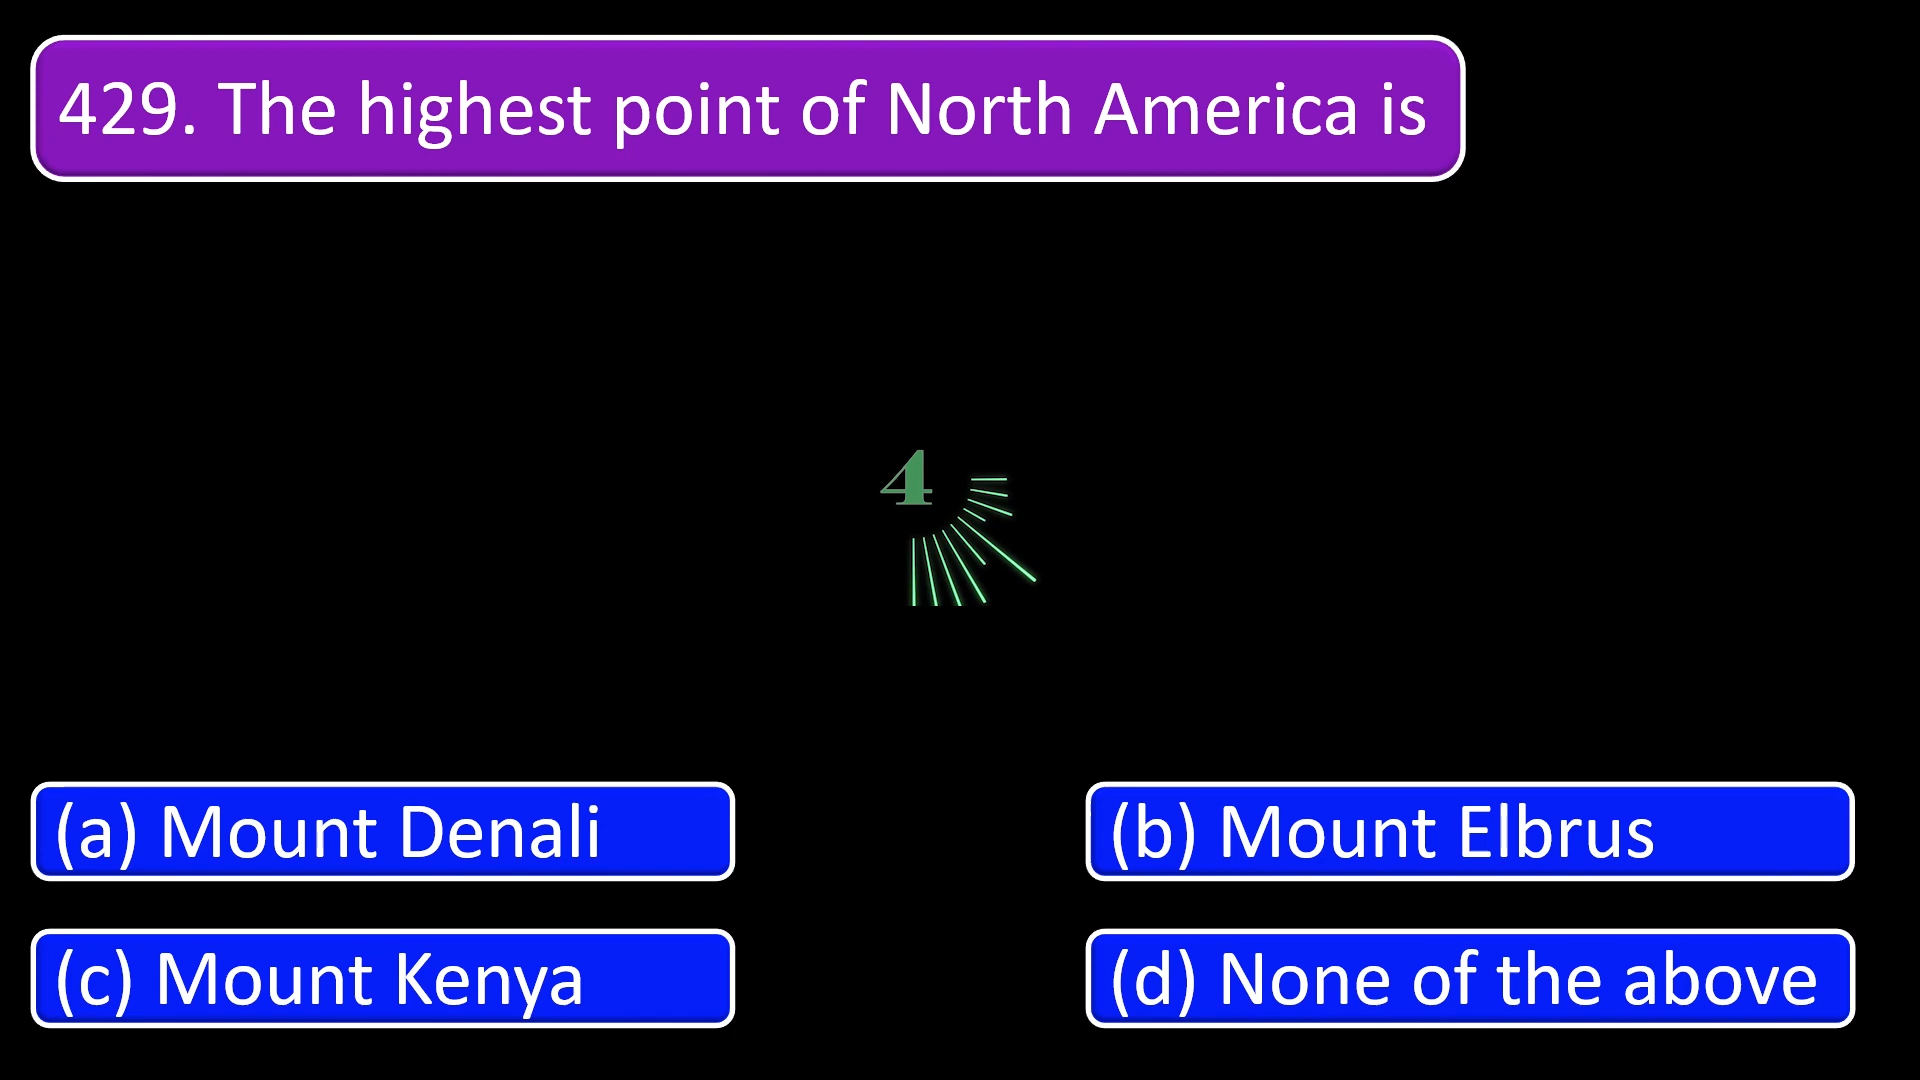 429. The highest point of North America is
4
(a) Mount Denali
(b) Mount Elbrus
(c) Mount Kenya
(d) None of the above